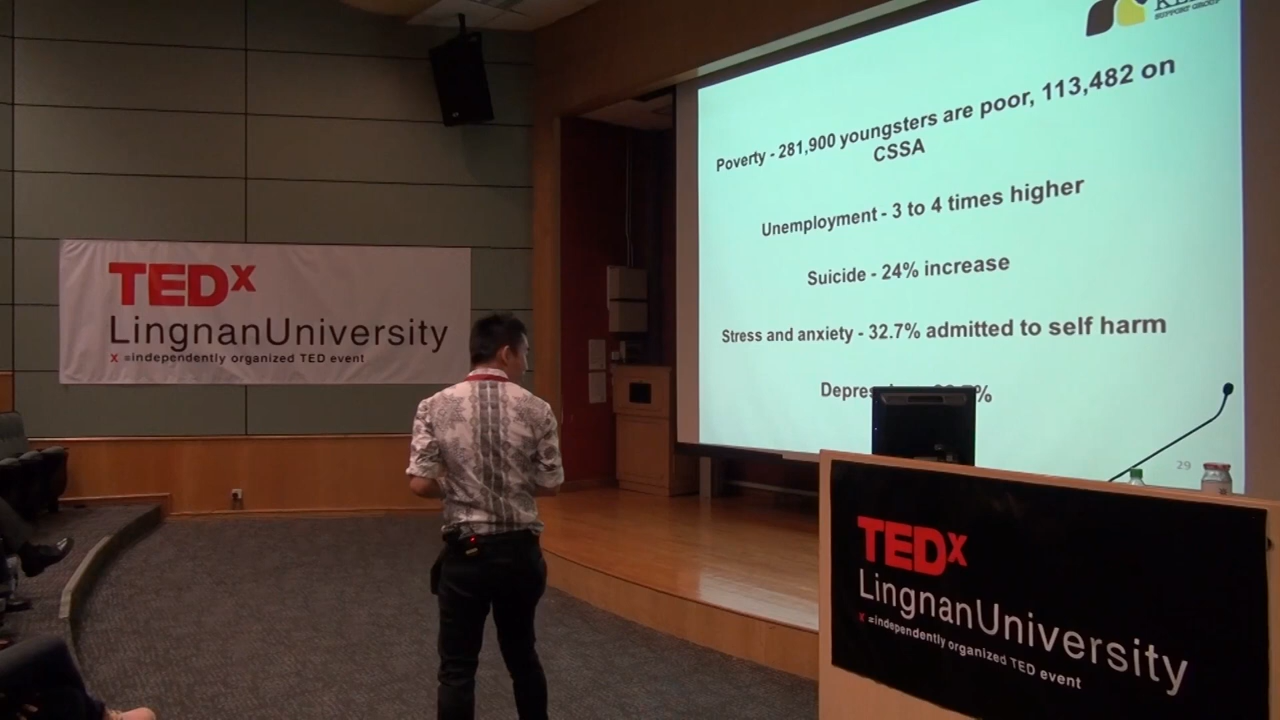 TEDx
LingnanUniversity
x =independently organized TED event
SUPPORT GROUP
Poverty - 281,900 youngsters are poor, 113,482 on
CSSA
Unemployment - 3 to 4 times higher
Suicide - 24% increase
Stress and anxiety - 32.7% admitted to self harm
%
29
TEDx
LingnanUniversity
x =independently organized TED event